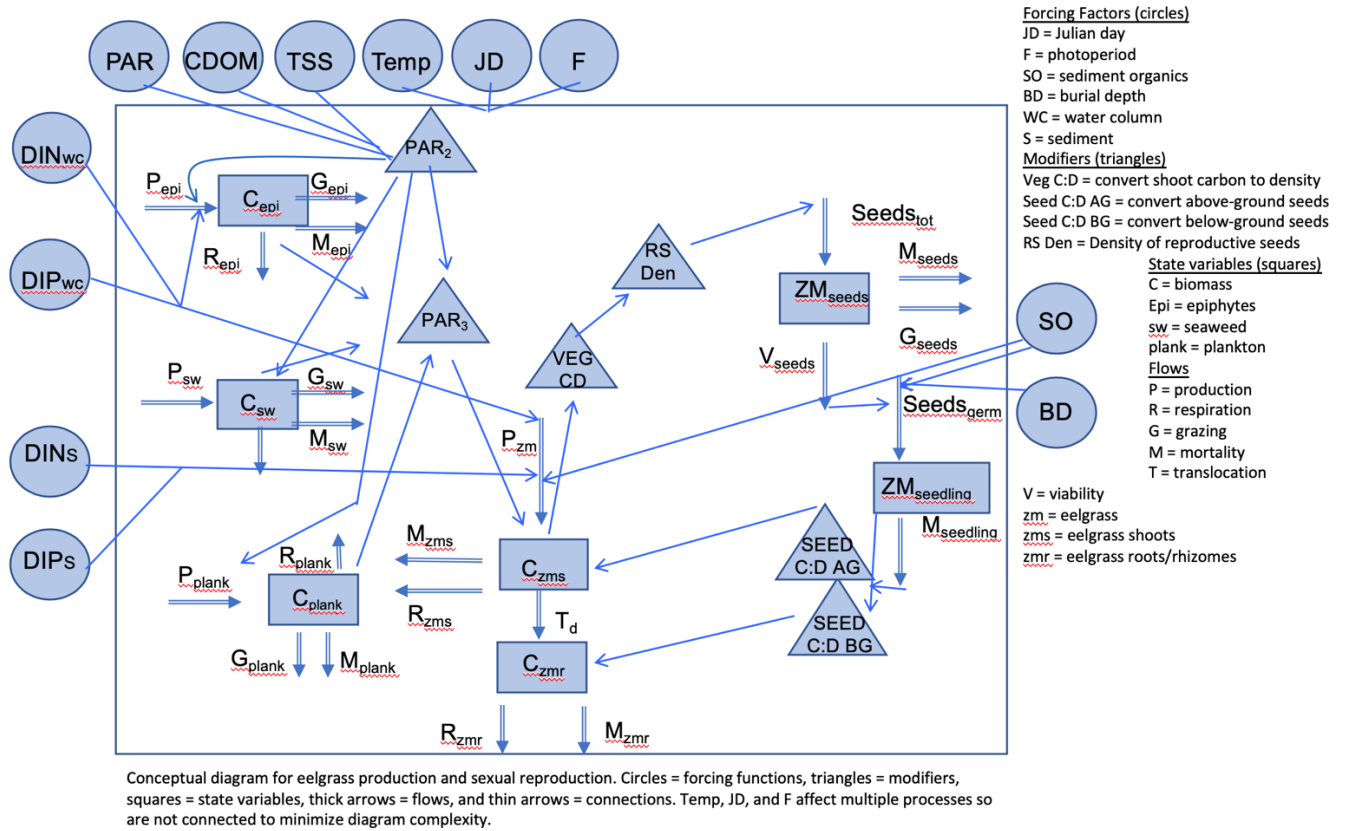 PAR
CDOM
TSS
Temp
JD
F
DINWC
DIPWC
DINS
DIPS
PAR2
Pepi
Cepi
Gepi
Mepi
Repi
PAR3
Psw
Csw
Gsw
Msw
Pplank
Rplank
Cplank
Gplank
Mplank
RS
Den
VEG
CD
Pzm
Mzms
Rzms
Czms
Td
Czmr
Rzmr
Mzmr
Seedstot
Mseeds
ZMseeds
Gseeds
Vseeds
Seedsgerm
ZMseedling
Mseedling
SEED
C:D AG
SEED
C:D BG
SO
BD
Forcing Factors (circles)
JD = Julian day
F = photoperiod
SO = sediment organics
BD = burial depth
WC = water column
S = sediment
Modifiers (triangles)
Veg C:D = convert shoot carbon to density
Seed C:D AG = convert above-ground seeds
Seed C:D BG = convert below-ground seeds
RS Den = Density of reproductive seeds
State variables (squares)
C = biomass
Epi = epiphytes
sw = seaweed
plank = plankton
Flows
P = production
R = respiration
G = grazing
M = mortality
T = translocation
V = viability
zm = eelgrass
zms = eelgrass shoots
zmr = eelgrass roots/rhizomes
Conceptual diagram for eelgrass production and sexual reproduction. Circles = forcing functions, triangles = modifiers,
squares = state variables, thick arrows = flows, and thin arrows = connections. Temp, JD, and F affect multiple processes so
are not connected to minimize diagram complexity.